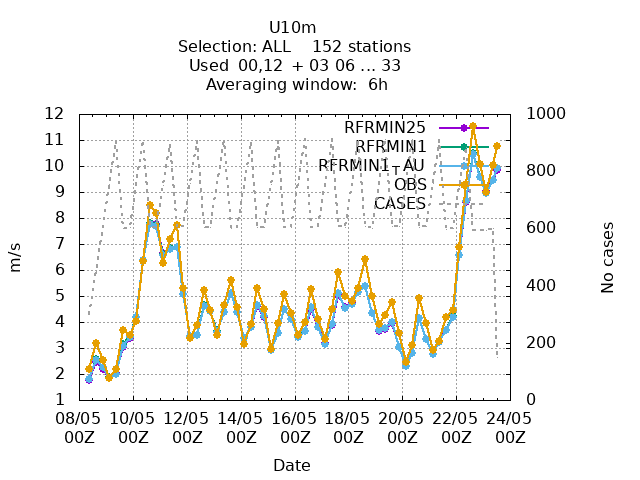 U10m
Selection: ALL    152 stations
Used  00,12  + 03 06 ... 33
Averaging window:  6h
12
11
10
9
8
7
6
5
4
3
2
1
m/s
1000
800
600
400
200
0
No cases
RFRMIN25
RFRMIN1
RFRMIN1-AU
OBS
CASES
08/05 10/05 12/05 14/05 16/05 18/05 20/05 22/05 24/05
00Z 00Z 00Z 00Z 00Z 00Z 00Z 00Z 00Z
Date